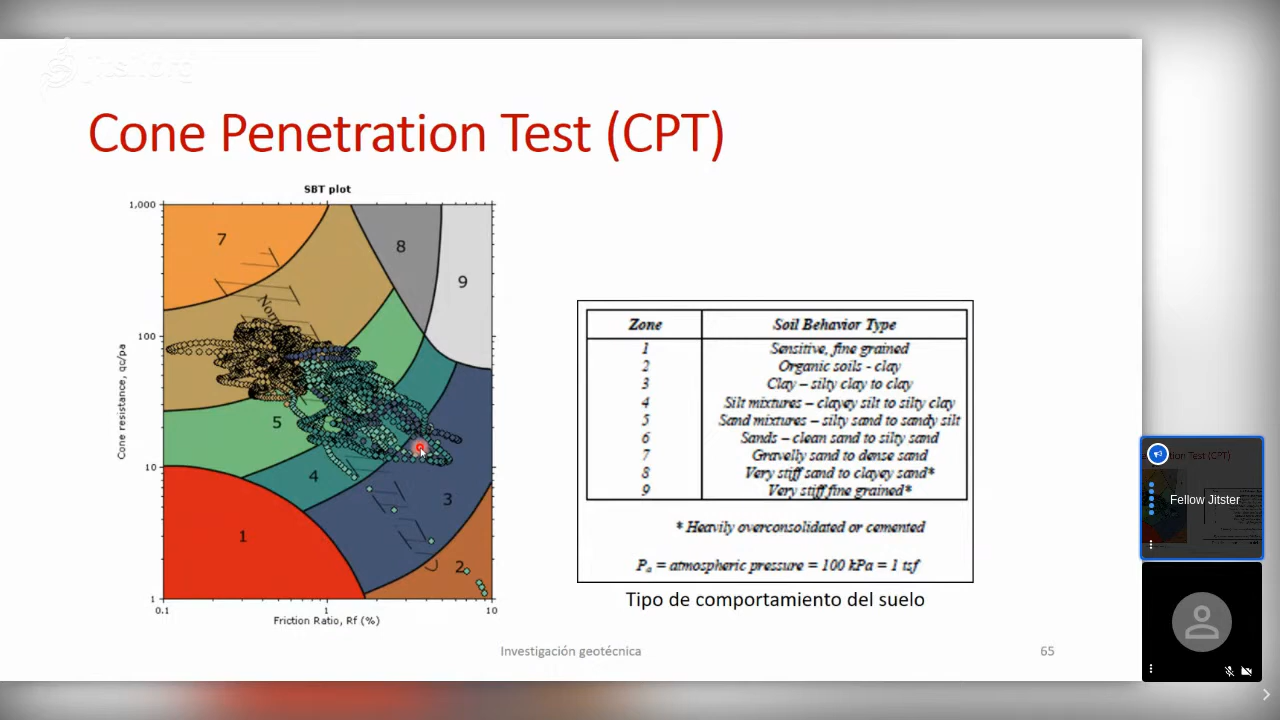 Cone Penetration Test (CPT)
SBT plot
1,000
100
10
1
0.1
1
10
Cone resistance, qc/pa
Friction Ratio, Rf (%)
7
8
9
5
4
3
1
2
Zone Soil Behavior Type
1 Sensitive, fine grained
2 Organic soils - clay
3 Clay – silty clay to clay
4 Silt mixtures – clayey silt to silty clay
5 Sand mixtures – silty sand to sandy silt
6 Sands – clean sand to silty sand
7 Gravelly sand to dense sand
8 Very stiff sand to clayey sand*
9 Very stiff fine grained*
* Heavily overconsolidated or cemented
Pa = atmospheric pressure = 100 kPa = 1 tsf
Tipo de comportamiento del suelo
Investigación geotécnica
65
netration Test (CPT)
Fellow Jitster